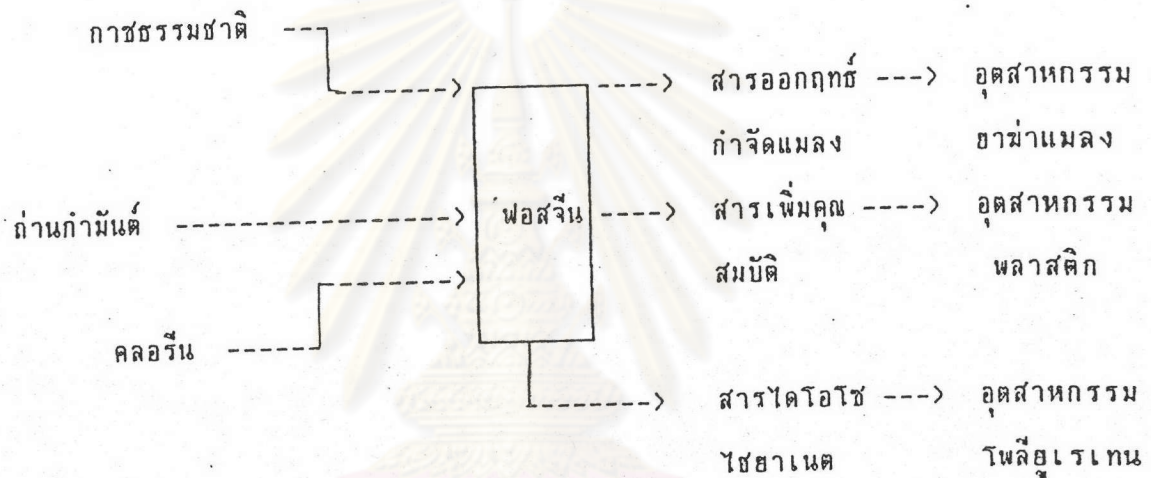 กาซธรรมชาติ
สารออกฤทธ์ อุตสาหกรรม
กำจัดแมลง ยาฆ่าแมลง
ฟอสจีน สารเพิ่มคุณ อุตสาหกรรม
ถ่านกำมันต์
สมบัติ พลาสติก
คลอรีน
สารไดโอโซ อุตสาหกรรม
ไซยาเนต โพลียูเรเทน